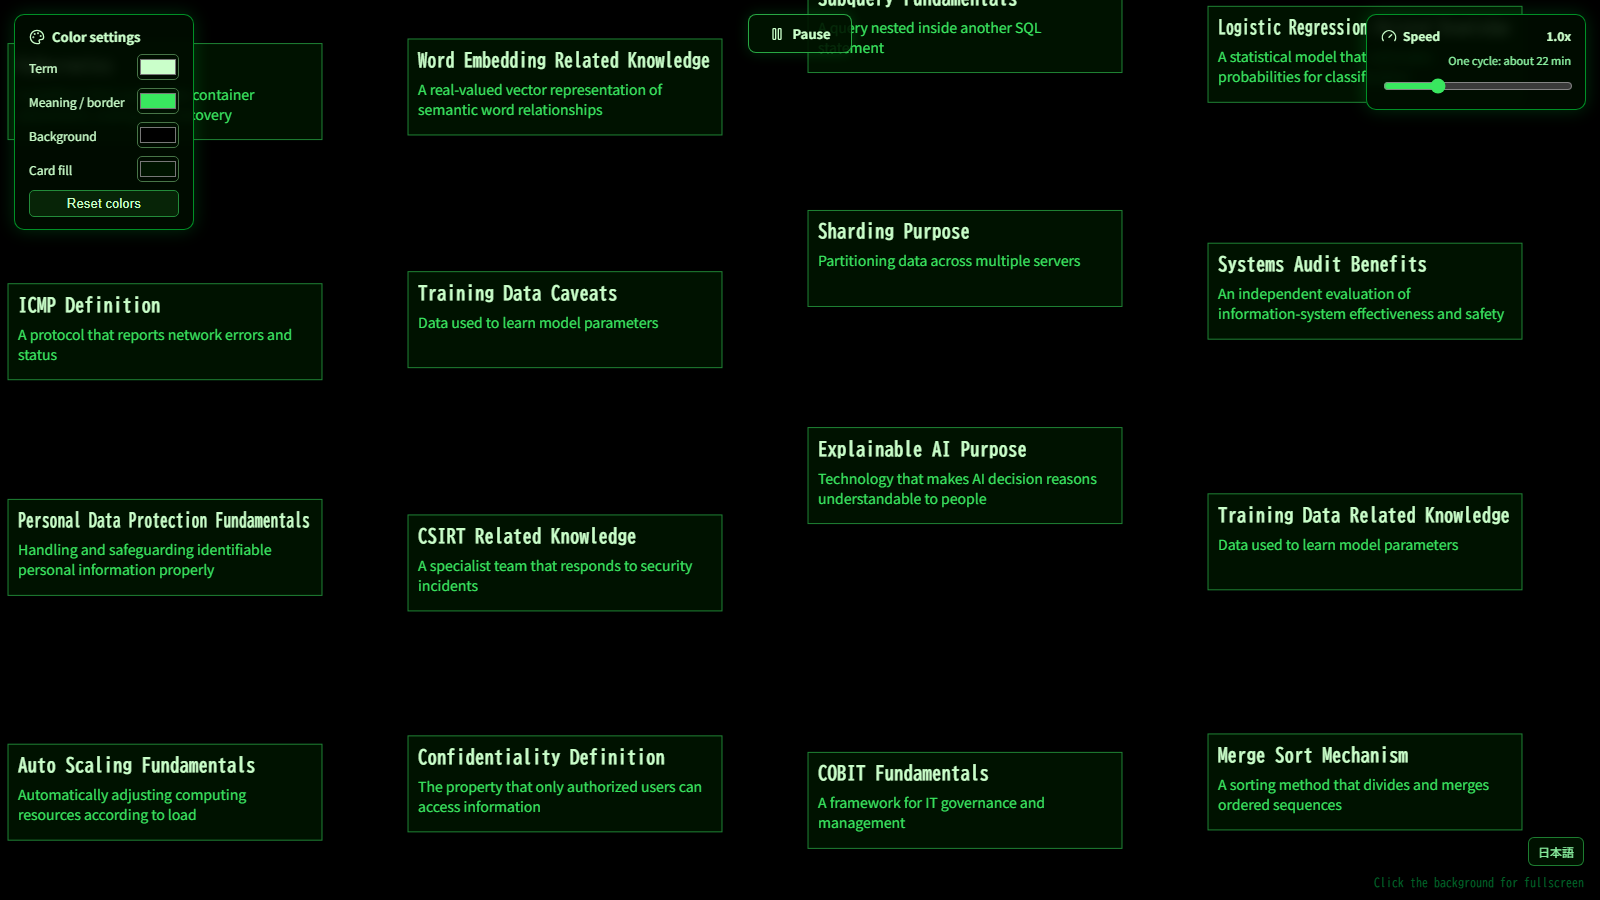 Color settings
Term
Meaning / border
Background
Card fill
Reset colors
container
overy
ICMP Definition
A protocol that reports network errors and
status
Personal Data Protection Fundamentals
Handling and safeguarding identifiable
personal information properly
Auto Scaling Fundamentals
Automatically adjusting computing
resources according to load
Word Embedding Related Knowledge
A real-valued vector representation of
semantic word relationships
Training Data Caveats
Data used to learn model parameters
CSIRT Related Knowledge
A specialist team that responds to security
incidents
Confidentiality Definition
The property that only authorized users can
access information
Pause
Subquery Fundamentals
A query nested inside another SQL
statement
Sharding Purpose
Partitioning data across multiple servers
Explainable AI Purpose
Technology that makes AI decision reasons
understandable to people
COBIT Fundamentals
A framework for IT governance and
management
Logistic Regression
A statistical model that
probabilities for classif
Speed
1.0x
One cycle: about 22 min
Systems Audit Benefits
An independent evaluation of
information-system effectiveness and safety
Training Data Related Knowledge
Data used to learn model parameters
Merge Sort Mechanism
A sorting method that divides and merges
ordered sequences
日本語
Click the background for fullscreen